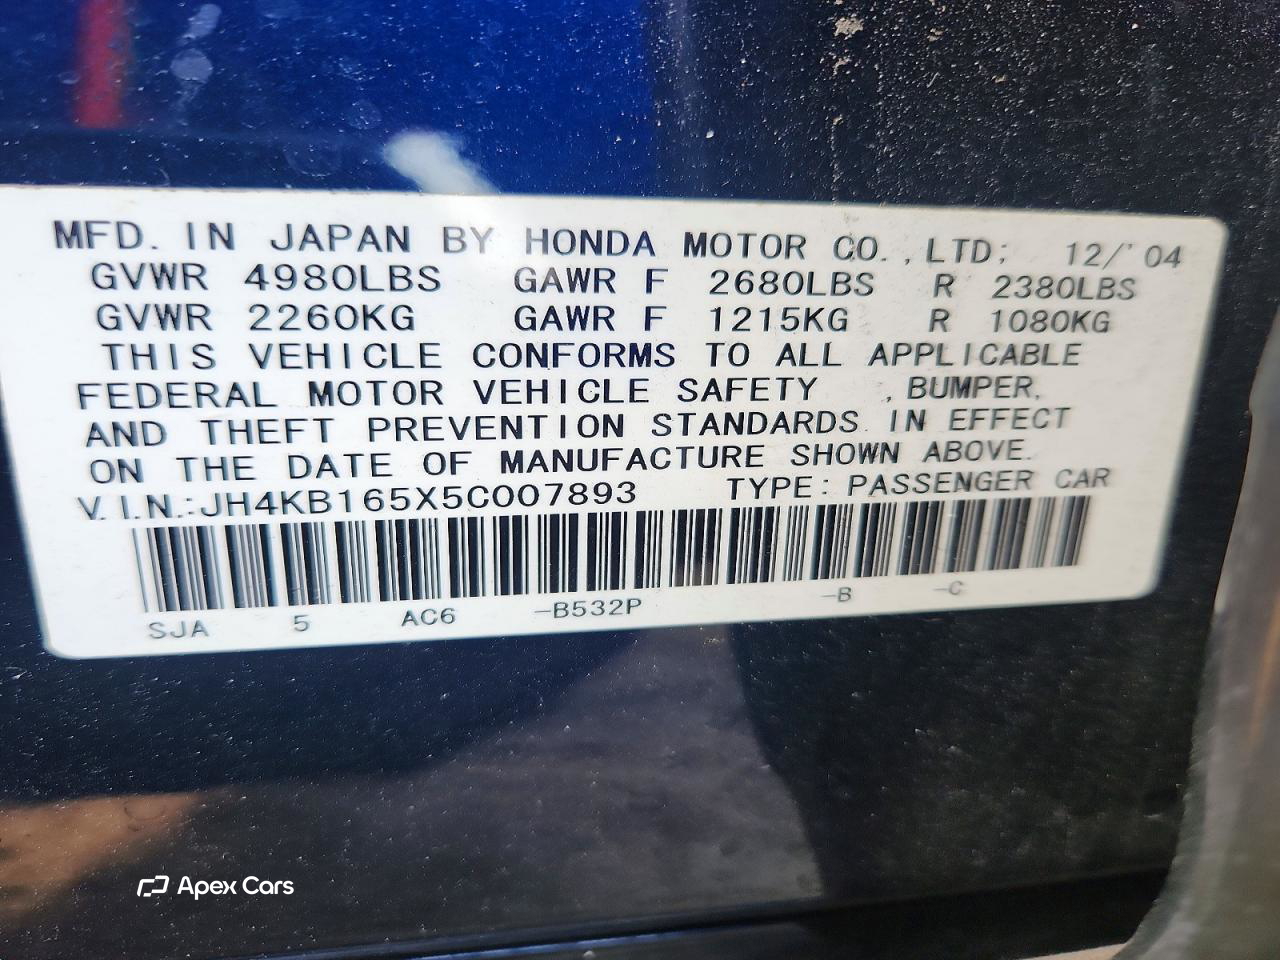 MFD. IN JAPAN BY HONDA MOTOR CO., LTD; 12/'04
GVWR 4980LBS GAWR F 2680LBS R 2380LBS
GVWR 2260KG GAWR F 1215KG R 1080KG
THIS VEHICLE CONFORMS TO ALL APPLICABLE
FEDERAL MOTOR VEHICLE SAFETY , BUMPER,
AND THEFT PREVENTION STANDARDS IN EFFECT
ON THE DATE OF MANUFACTURE SHOWN ABOVE.
V.I.N.:JH4KB165X5C007893 TYPE: PASSENGER CAR
SJA 5 AC6 -B532P -B -C
Apex Cars